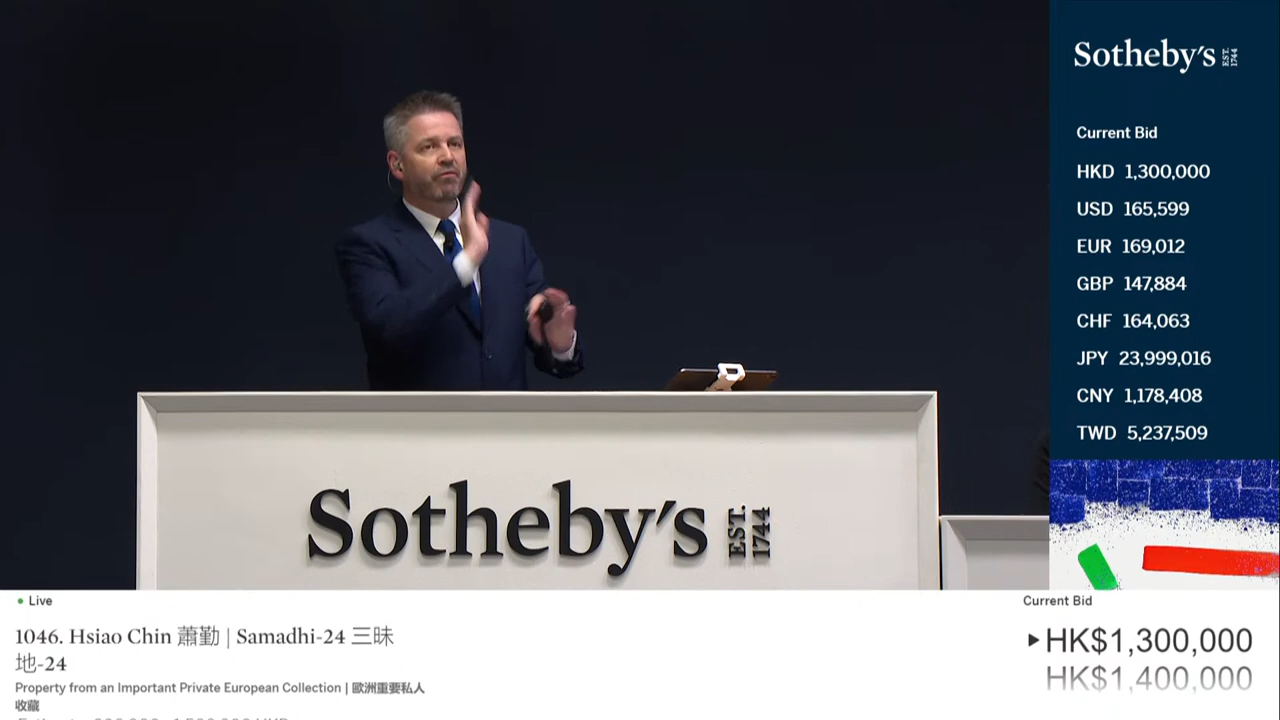 Sotheby's EST. 1744
Current Bid
HKD 1,300,000
USD 165,599
EUR 169,012
GBP 147,884
CHF 164,063
JPY 23,999,016
CNY 1,178,408
TWD 5,237,509
Sotheby's EST. 1744
Live
1046. Hsiao Chin 蕭勤 | Samadhi-24 三昧
地-24
Property from an Important Private European Collection | 歐洲重要私人
收藏
Current Bid
HK$1,300,000
HK$1,400,000